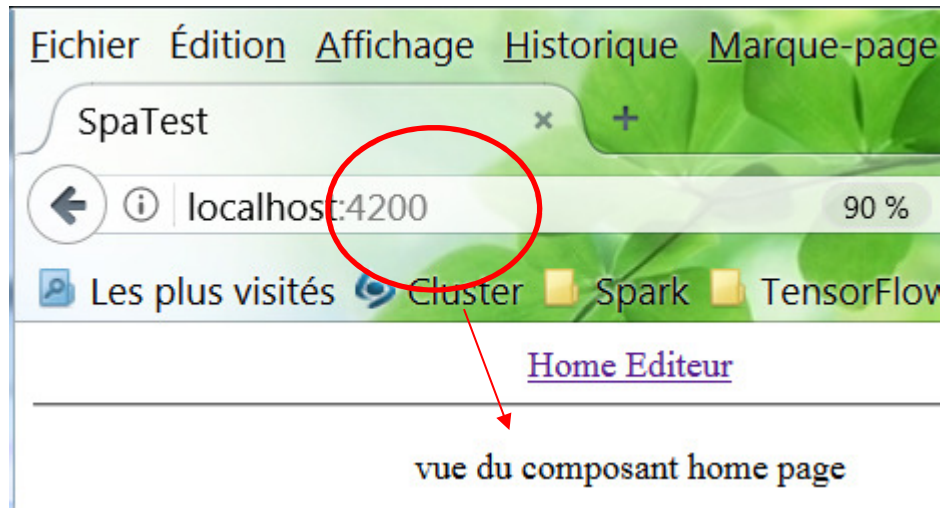 Fichier Édition Affichage Historique Marque-page
SpaTest × +
localhost:4200 90 %
Les plus visités Cluster Spark TensorFlow
Home Editeur
vue du composant home page